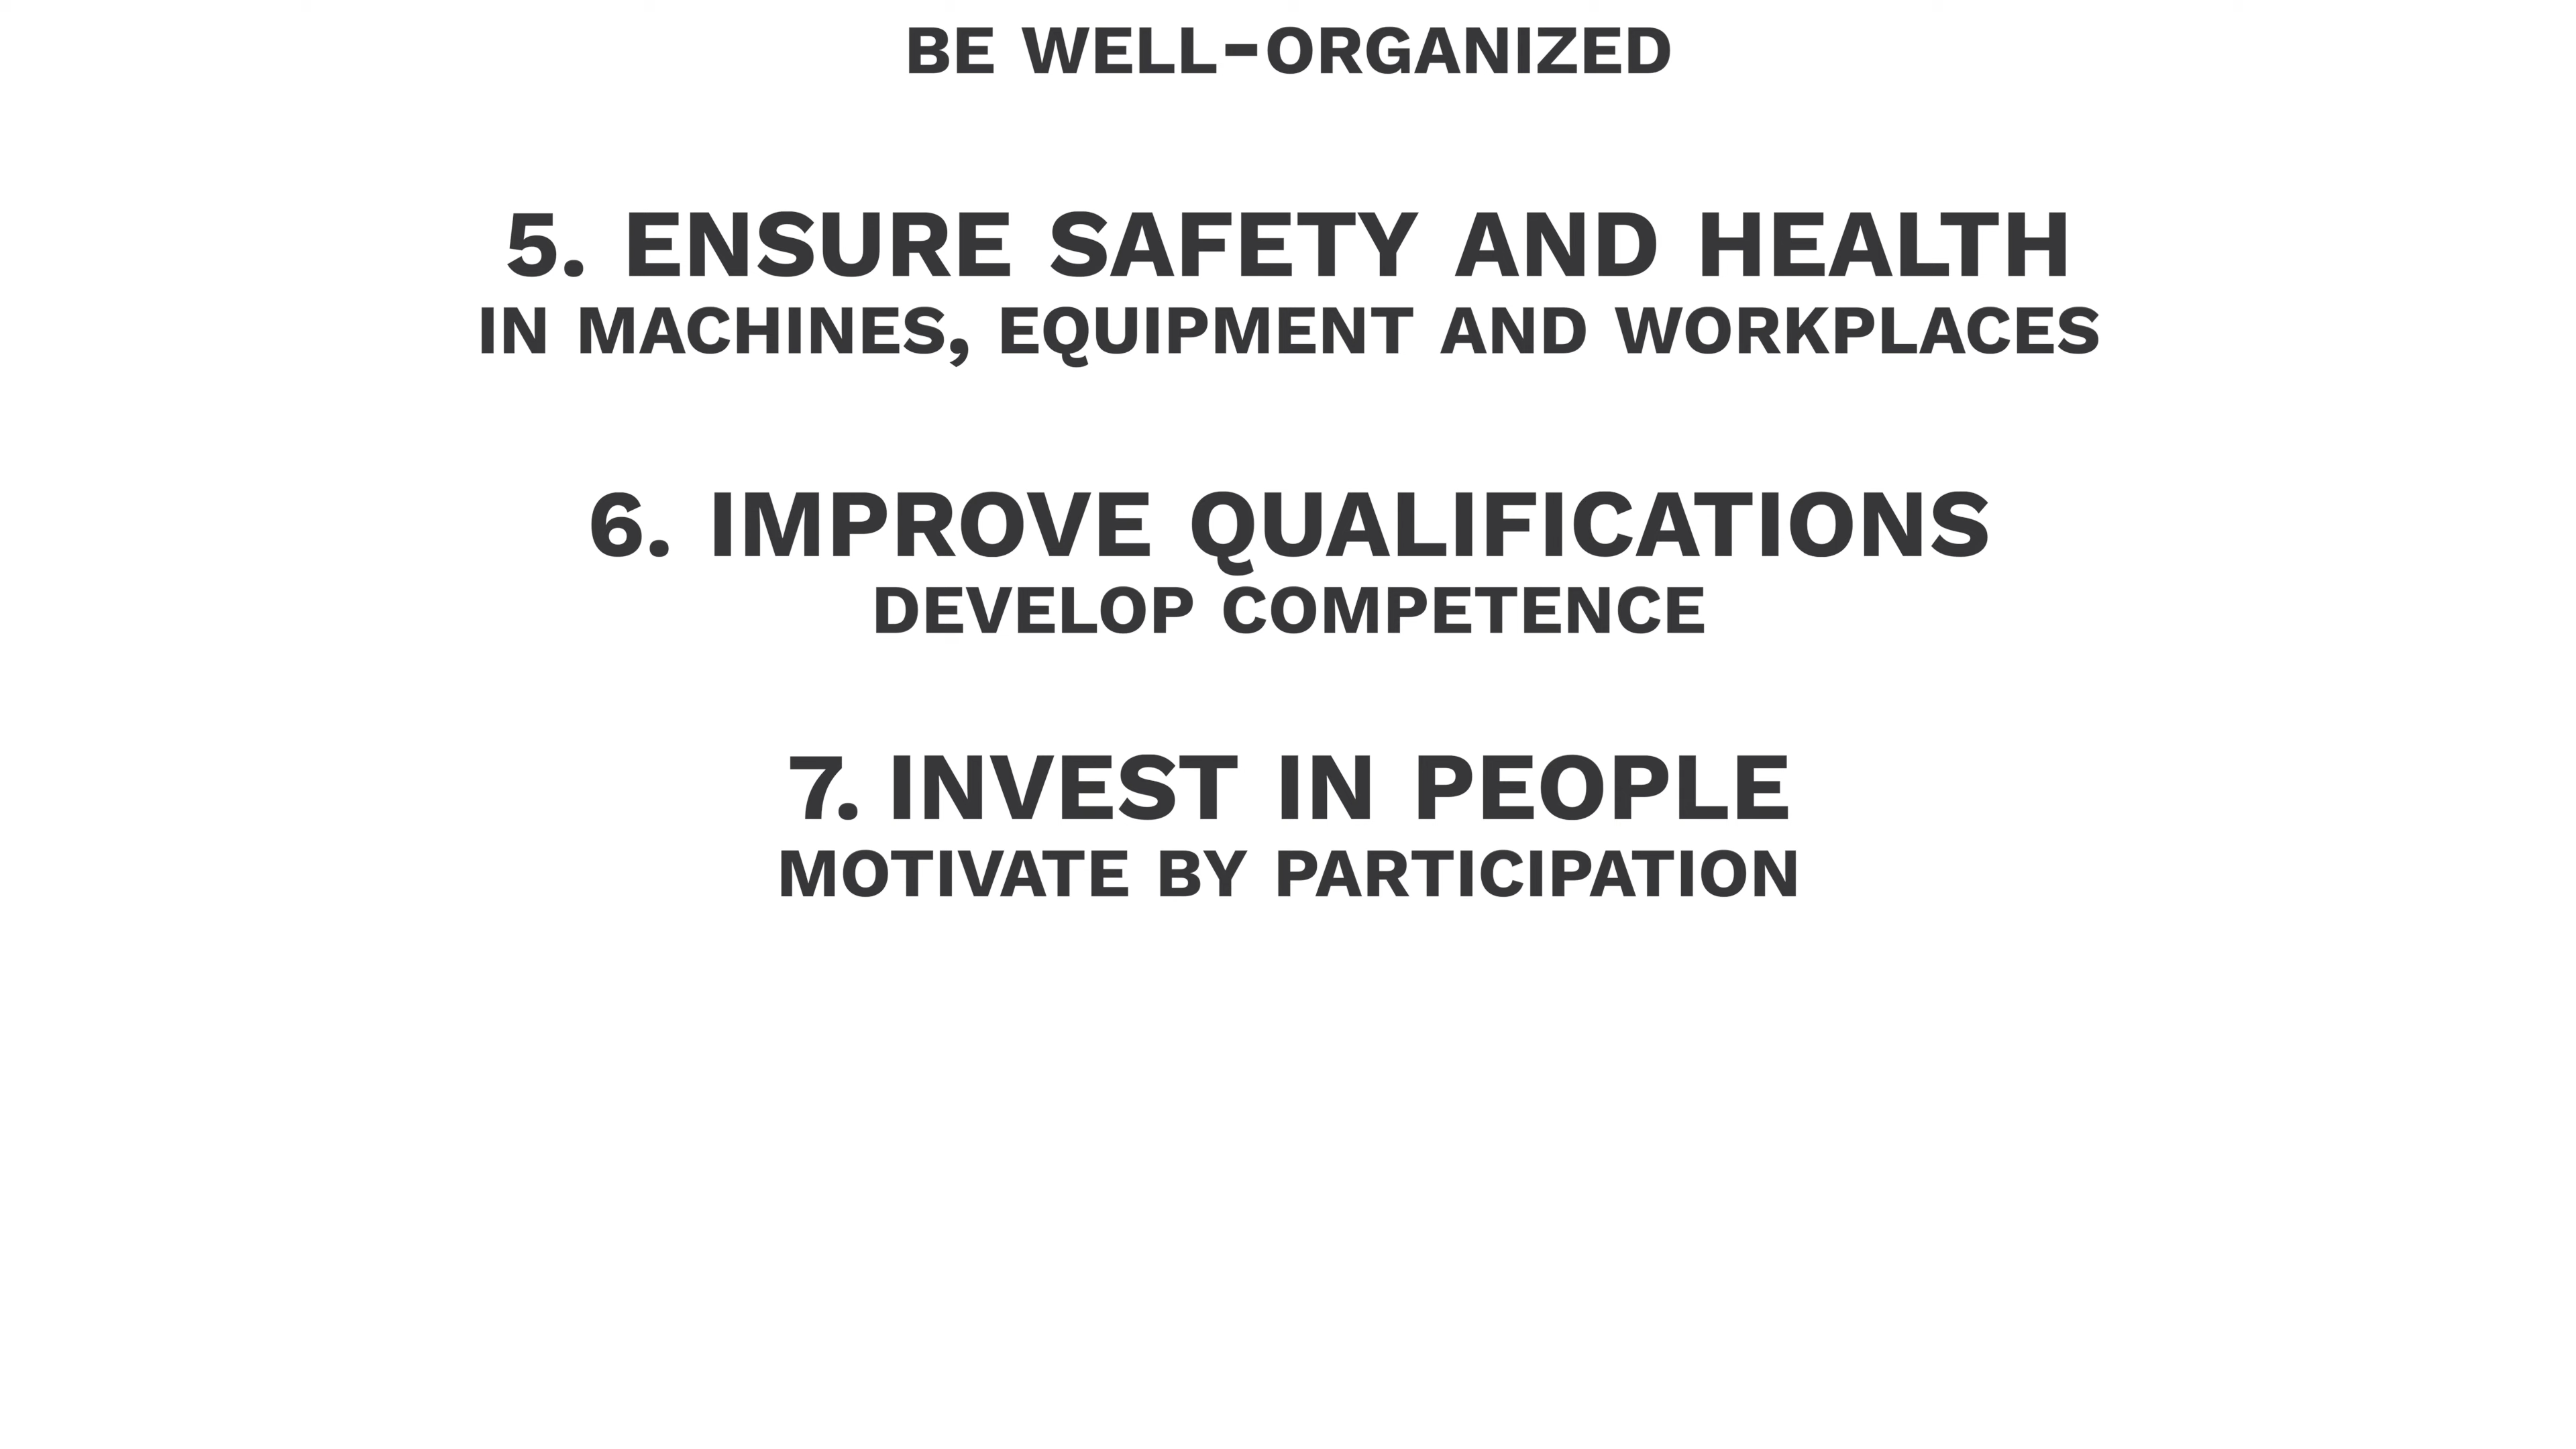 BE WELL-ORGANIZED
5. ENSURE SAFETY AND HEALTH
IN MACHINES, EQUIPMENT AND WORKPLACES
6. IMPROVE QUALIFICATIONS
DEVELOP COMPETENCE
7. INVEST IN PEOPLE
MOTIVATE BY PARTICIPATION